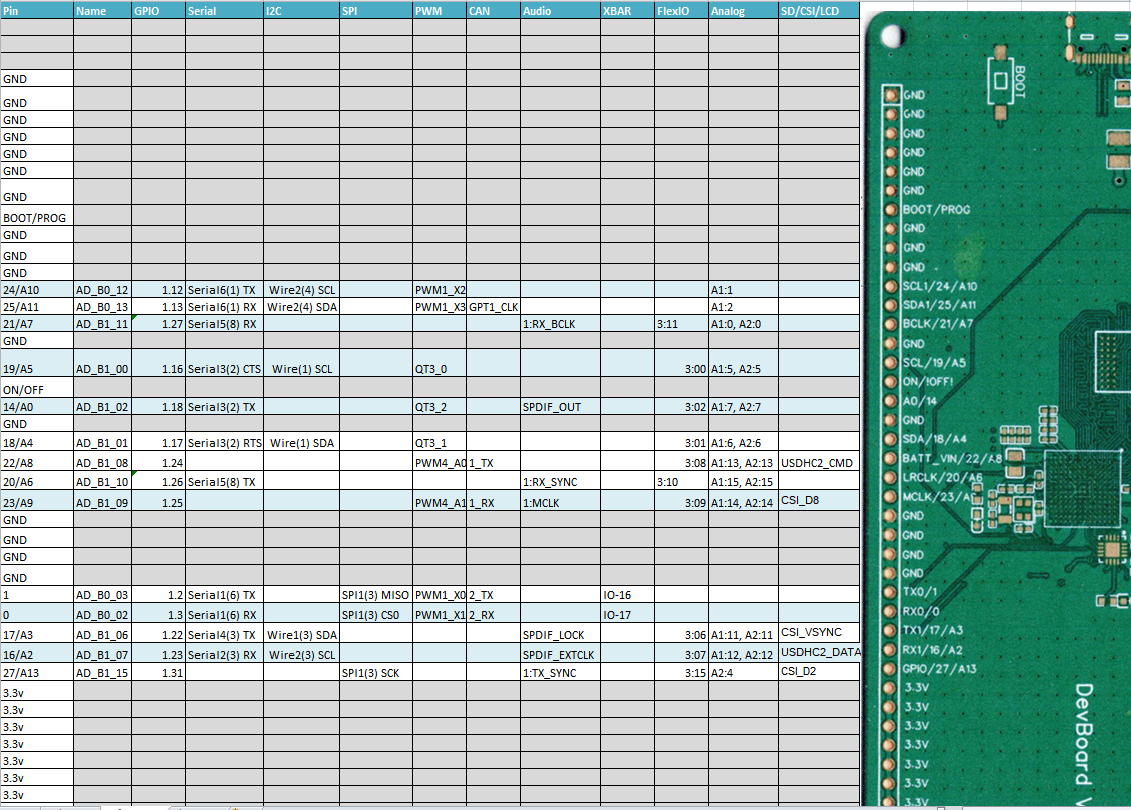 Pin Name GPIO Serial I2C SPI PWM CAN Audio XBAR FlexIO Analog SD/CSI/LCD
GND
GND
GND
GND
GND
GND
GND
BOOT/PROG
GND
GND
GND
24/A10 AD_B0_12 1.12 Serial6(1) TX Wire2(4) SCL PWM1_X2 A1:1
25/A11 AD_B0_13 1.13 Serial6(1) RX Wire2(4) SDA PWM1_X3 GPT1_CLK A1:2
21/A7 AD_B1_11 1.27 Serial5(8) RX 1:RX_BCLK 3:11 A1:0, A2:0
GND
19/A5 AD_B1_00 1.16 Serial3(2) CTS Wire(1) SCL QT3_0 3:00 A1:5, A2:5
ON/OFF
14/A0 AD_B1_02 1.18 Serial3(2) TX QT3_2 SPDIF_OUT 3:02 A1:7, A2:7
GND
18/A4 AD_B1_01 1.17 Serial3(2) RTS Wire(1) SDA QT3_1 3:01 A1:6, A2:6
22/A8 AD_B1_08 1.24 PWM4_A0 1_TX 3:08 A1:13, A2:13 USDHC2_CMD
20/A6 AD_B1_10 1.26 Serial5(8) TX 1:RX_SYNC 3:10 A1:15, A2:15
23/A9 AD_B1_09 1.25 PWM4_A1 1_RX 1:MCLK 3:09 A1:14, A2:14 CSI_D8
GND
GND
GND
GND
1 AD_B0_03 1.2 Serial1(6) TX SPI1(3) MISO PWM1_X0 2_TX IO-16
0 AD_B0_02 1.3 Serial1(6) RX SPI1(3) CS0 PWM1_X1 2_RX IO-17
17/A3 AD_B1_06 1.22 Serial4(3) TX Wire1(3) SDA SPDIF_LOCK 3:06 A1:11, A2:11 CSI_VSYNC
16/A2 AD_B1_07 1.23 Serial2(3) RX Wire2(3) SCL SPDIF_EXTCLK 3:07 A1:12, A2:12 USDHC2_DATA
27/A13 AD_B1_15 1.31 SPI1(3) SCK 1:TX_SYNC 3:15 A2:4 CSI_D2
3.3v
3.3v
3.3v
3.3v
3.3v
3.3v
3.3v
BOOT
GND
GND
GND
GND
GND
GND
BOOT/PROG
GND
GND
GND
SCL1/24/A10
SDA1/25/A11
BCLK/21/A7
GND
SCL/19/A5
ON/!OFF!
A0/14
GND
SDA/18/A4
BATT_VIN/22/A8
LRCLK/20/A6
MCLK/23/A
GND
GND
GND
GND
TX0/1
RX0/0
TX1/17/A3
RX1/16/A2
GPIO/27/A13
3.3V
3.3V
3.3V
3.3V
3.3V
3.3V
3.3V
DevBoard V